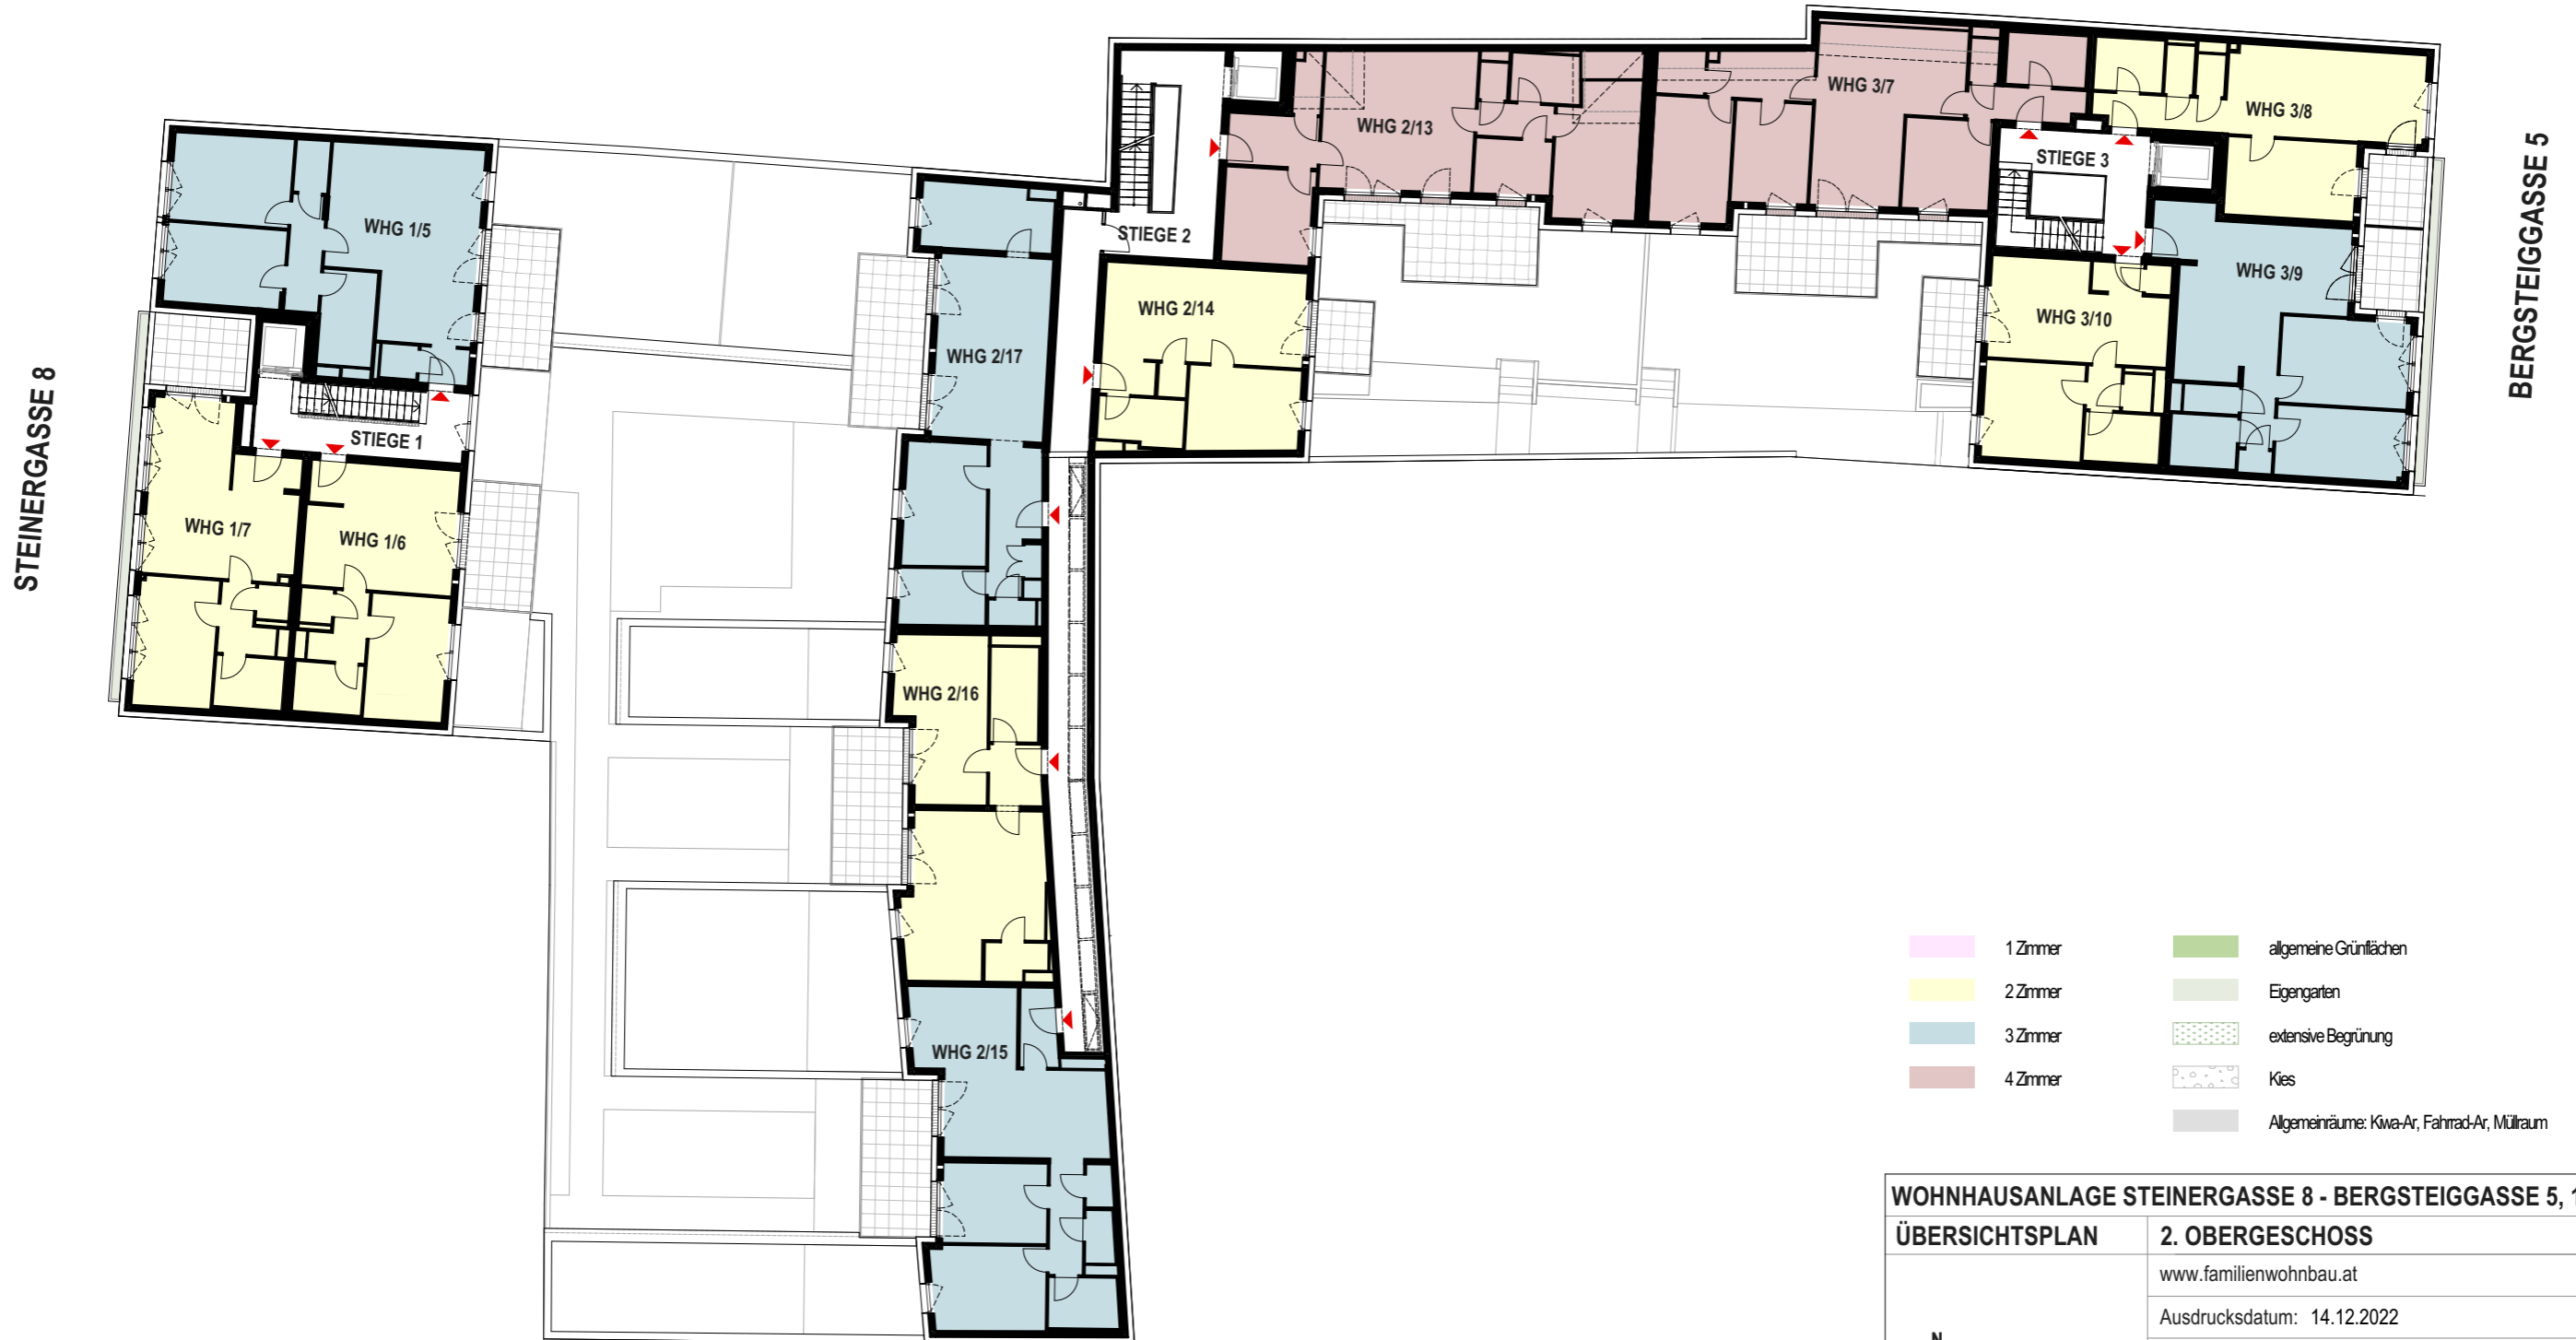 STEINERGASSE 8
BERGSTEIGGASSE 5
WHG 1/5
STIEGE 1
WHG 1/7
WHG 1/6
WHG 2/13
STIEGE 2
WHG 2/14
WHG 2/17
WHG 2/16
WHG 2/15
WHG 3/7
WHG 3/8
STIEGE 3
WHG 3/9
WHG 3/10
1 Zimmer
2 Zimmer
3 Zimmer
4 Zimmer
allgemeine Grünflächen
Eigengarten
extensive Begrünung
Kies
Allgemeinräume: Kiwa-Ar, Fahrrad-Ar, Müllraum
WOHNHAUSANLAGE STEINERGASSE 8 - BERGSTEIGGASSE 5, 1
ÜBERSICHTSPLAN
2. OBERGESCHOSS
www.familienwohnbau.at
Ausdrucksdatum: 14.12.2022
N